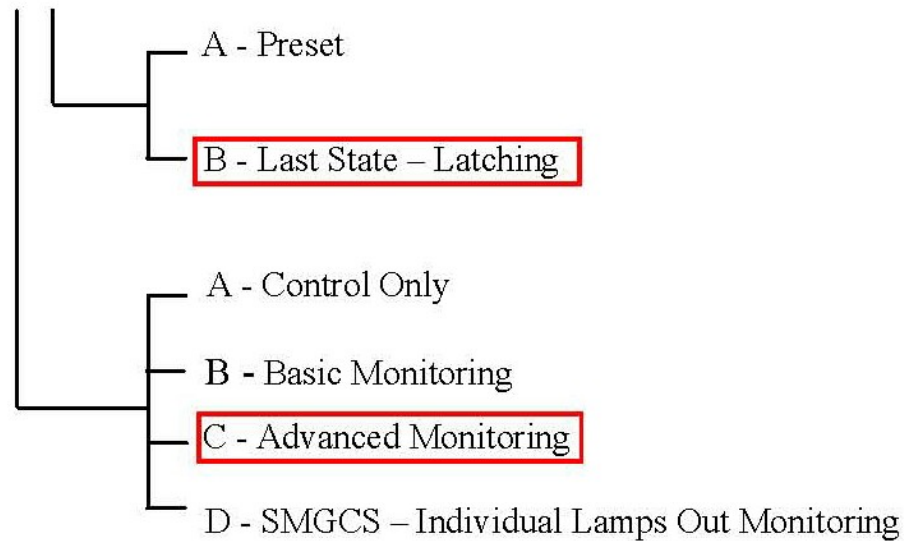 A - Preset
B - Last State – Latching
A - Control Only
B - Basic Monitoring
C - Advanced Monitoring
D - SMGCS – Individual Lamps Out Monitoring